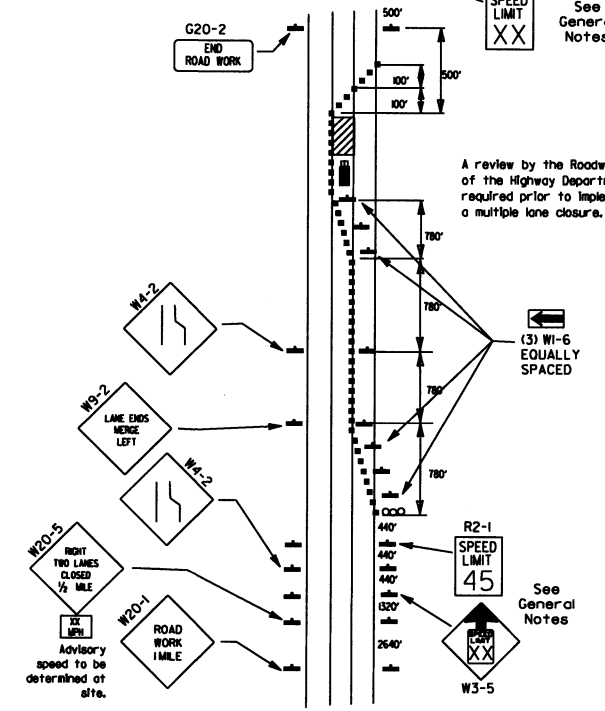 SPEED
LIMIT
XX
See
General
Notes
500'
G20-2
END
ROAD WORK
500'
100'
100'
A review by the Roadw
of the Highway Departm
required prior to imple
a multiple lane closure.
780'
W4-2
780'
(3) W1-6
EQUALLY
SPACED
W9-2
LANE ENDS
MERGE
LEFT
780'
W4-2
780'
440'
R2-1
SPEED
LIMIT
45
440'
W20-5
RIGHT
TWO LANES
CLOSED
1/2 MILE
440'
See
General
Notes
1320'
XX
MPH
W20-1
ROAD
WORK
1 MILE
SPEED
LIMIT
XX
2640'
Advisory
speed to be
determined at
site.
W3-5